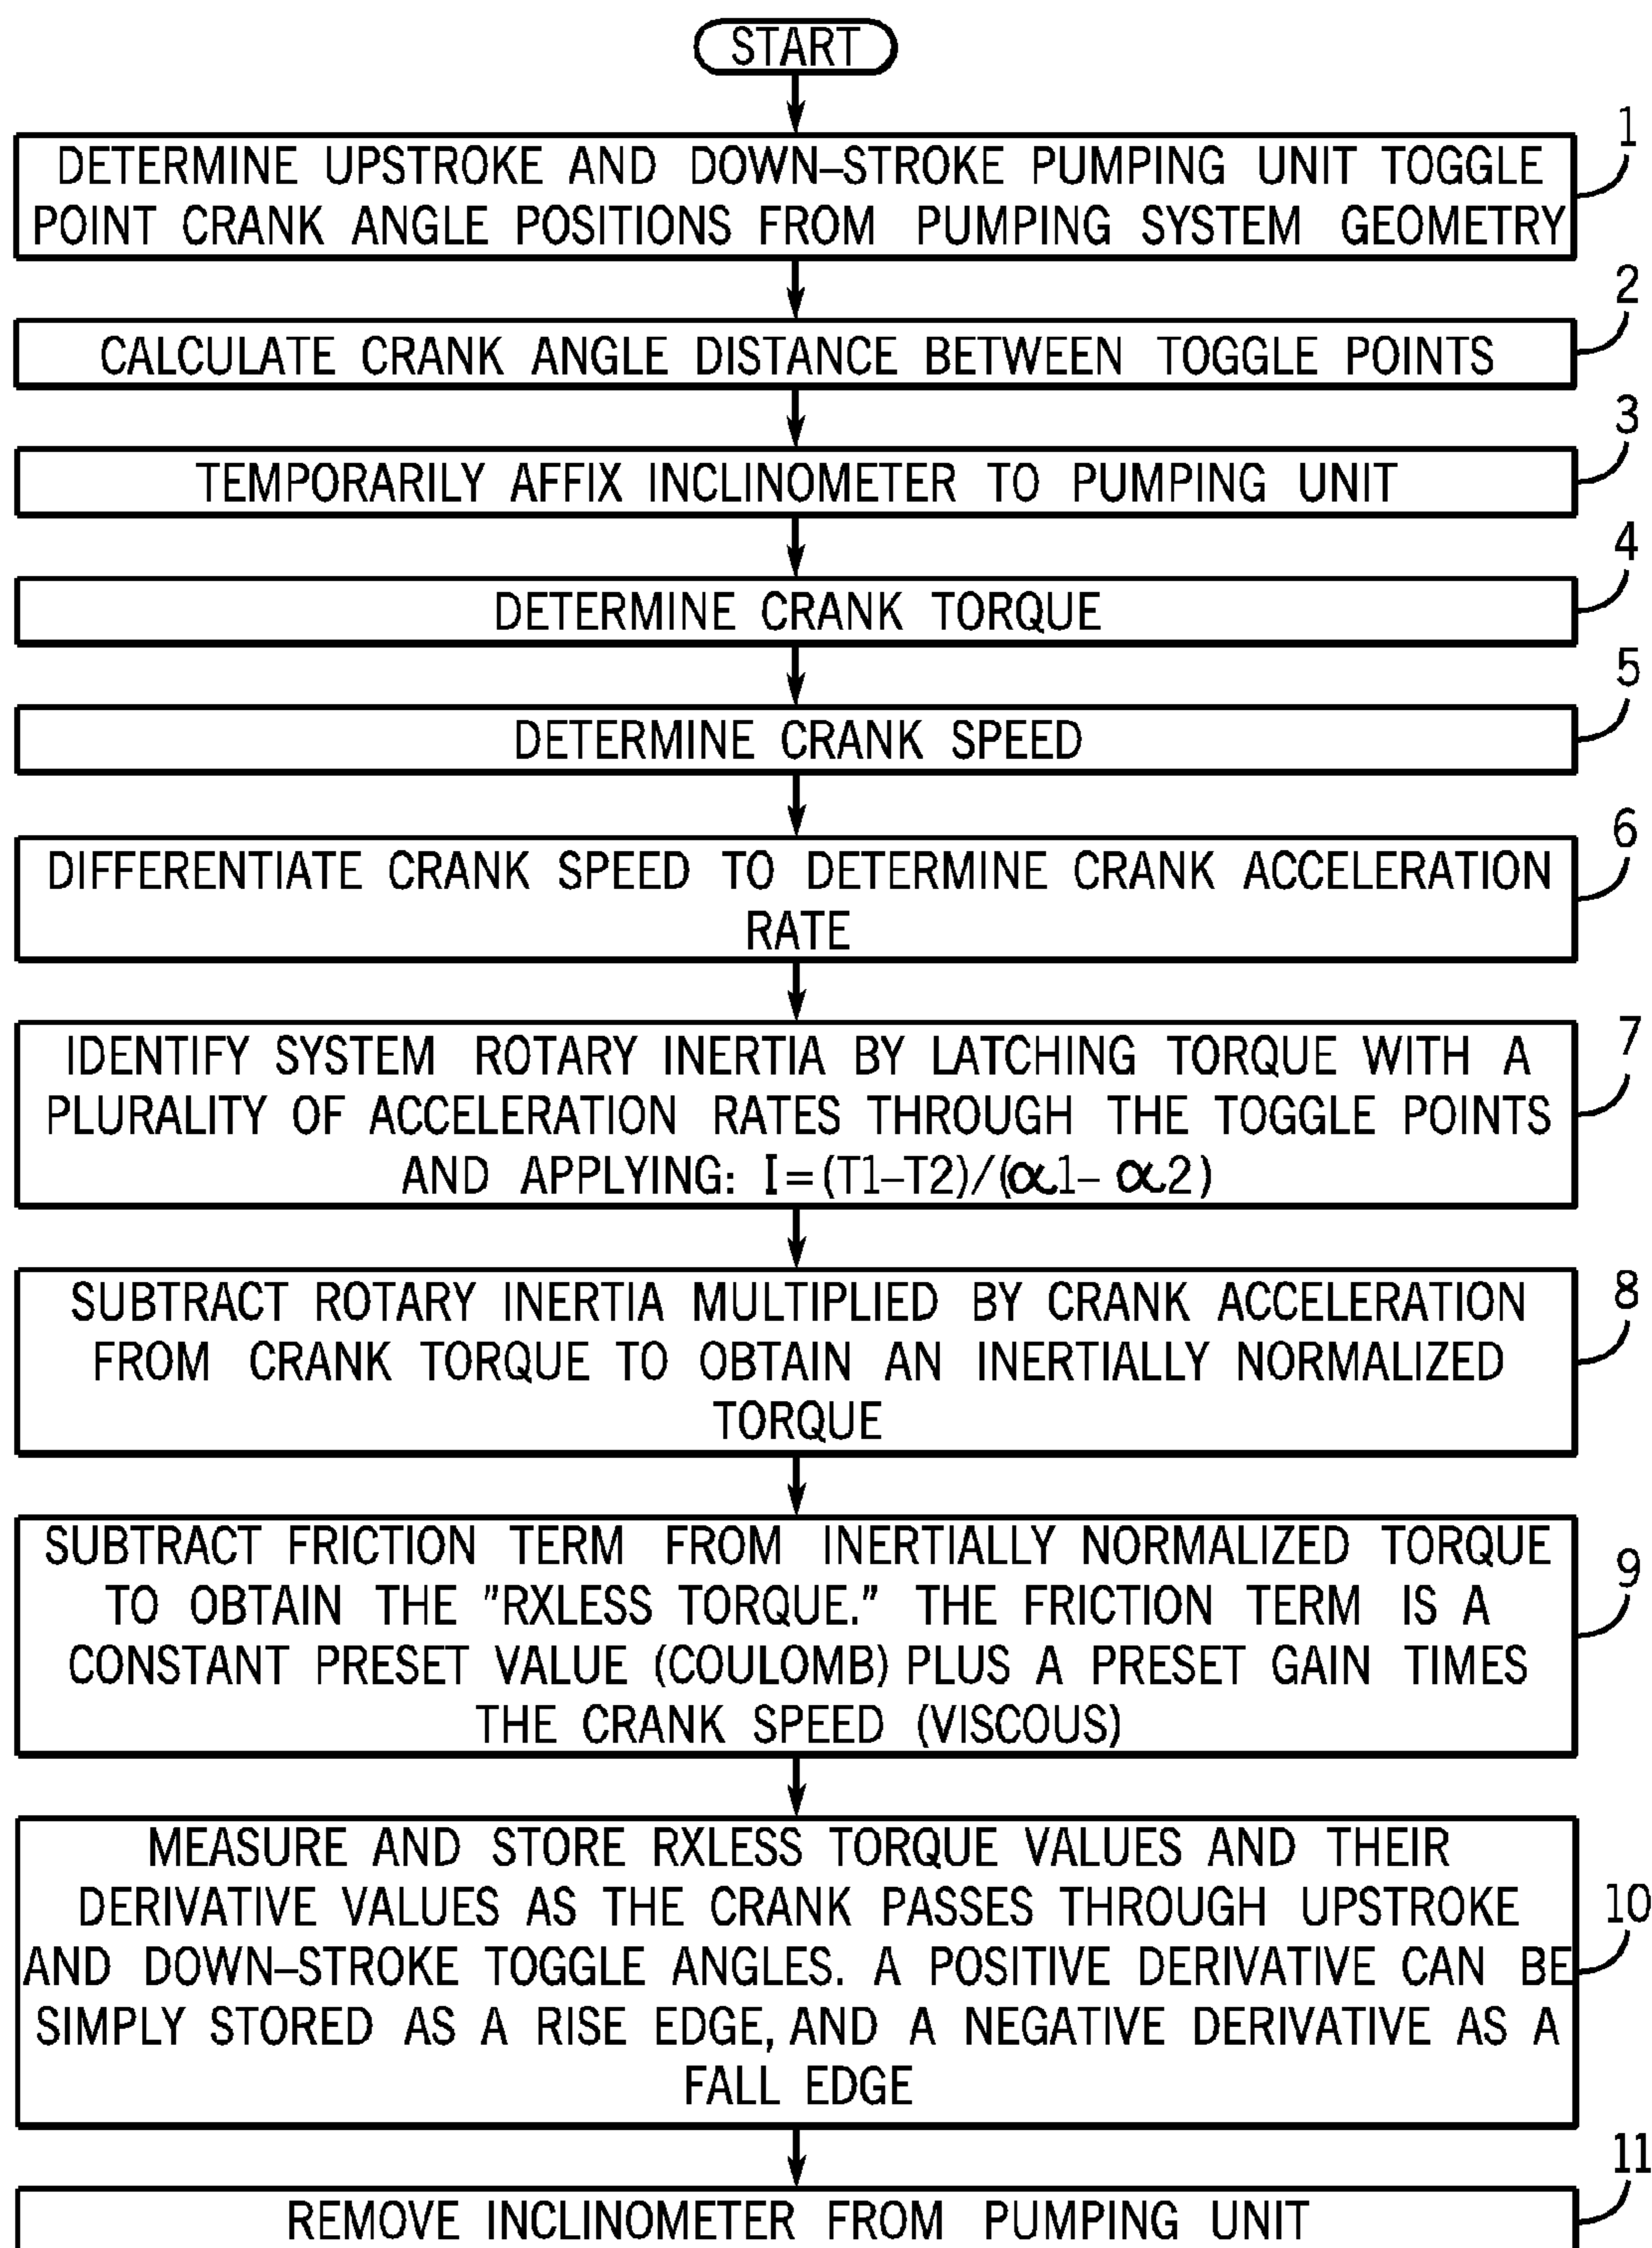 START
1
DETERMINE UPSTROKE AND DOWN–STROKE PUMPING UNIT TOGGLE
POINT CRANK ANGLE POSITIONS FROM PUMPING SYSTEM GEOMETRY
2
CALCULATE CRANK ANGLE DISTANCE BETWEEN TOGGLE POINTS
3
TEMPORARILY AFFIX INCLINOMETER TO PUMPING UNIT
4
DETERMINE CRANK TORQUE
5
DETERMINE CRANK SPEED
6
DIFFERENTIATE CRANK SPEED TO DETERMINE CRANK ACCELERATION
RATE
7
IDENTIFY SYSTEM ROTARY INERTIA BY LATCHING TORQUE WITH A
PLURALITY OF ACCELERATION RATES THROUGH THE TOGGLE POINTS
AND APPLYING: I=(T1–T2)/(α1– α2)
8
SUBTRACT ROTARY INERTIA MULTIPLIED BY CRANK ACCELERATION
FROM CRANK TORQUE TO OBTAIN AN INERTIALLY NORMALIZED
TORQUE
9
SUBTRACT FRICTION TERM FROM INERTIALLY NORMALIZED TORQUE
TO OBTAIN THE "RXLESS TORQUE." THE FRICTION TERM IS A
CONSTANT PRESET VALUE (COULOMB) PLUS A PRESET GAIN TIMES
THE CRANK SPEED (VISCOUS)
10
MEASURE AND STORE RXLESS TORQUE VALUES AND THEIR
DERIVATIVE VALUES AS THE CRANK PASSES THROUGH UPSTROKE
AND DOWN–STROKE TOGGLE ANGLES. A POSITIVE DERIVATIVE CAN BE
SIMPLY STORED AS A RISE EDGE, AND A NEGATIVE DERIVATIVE AS A
FALL EDGE
11
REMOVE INCLINOMETER FROM PUMPING UNIT